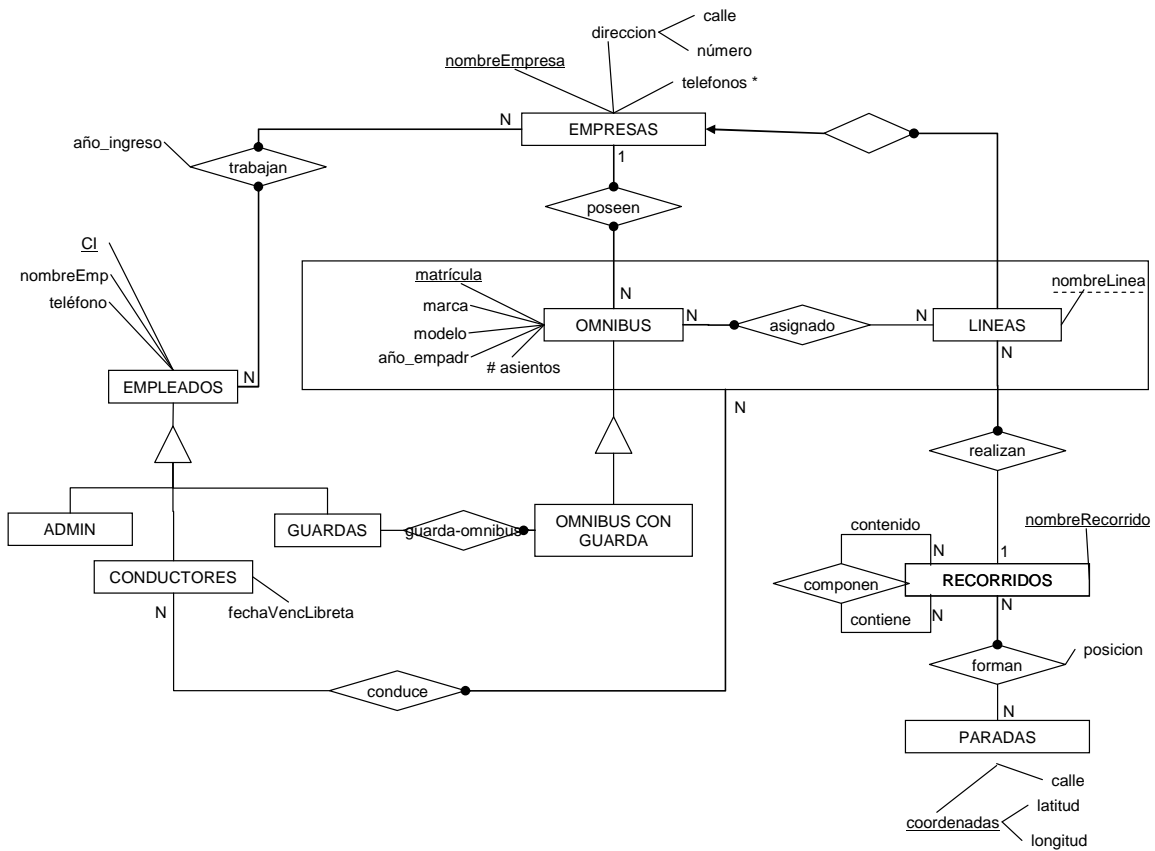 calle
direccion
número
nombreEmpresa
telefonos *
N
EMPRESAS
año_ingreso
1
trabajan
poseen
CI
nombreEmp
teléfono
matrícula
nombreLinea
marca
N
OMNIBUS
N
asignado
N
LINEAS
modelo
año_empadr
# asientos
N
EMPLEADOS
N
N
realizan
ADMIN
GUARDAS
guarda-omnibus
OMNIBUS CON
GUARDA
contenido
nombreRecorrido
N
1
CONDUCTORES
componen
RECORRIDOS
fechaVencLibreta
N
contiene
N
N
posicion
forman
conduce
N
PARADAS
calle
latitud
coordenadas
longitud